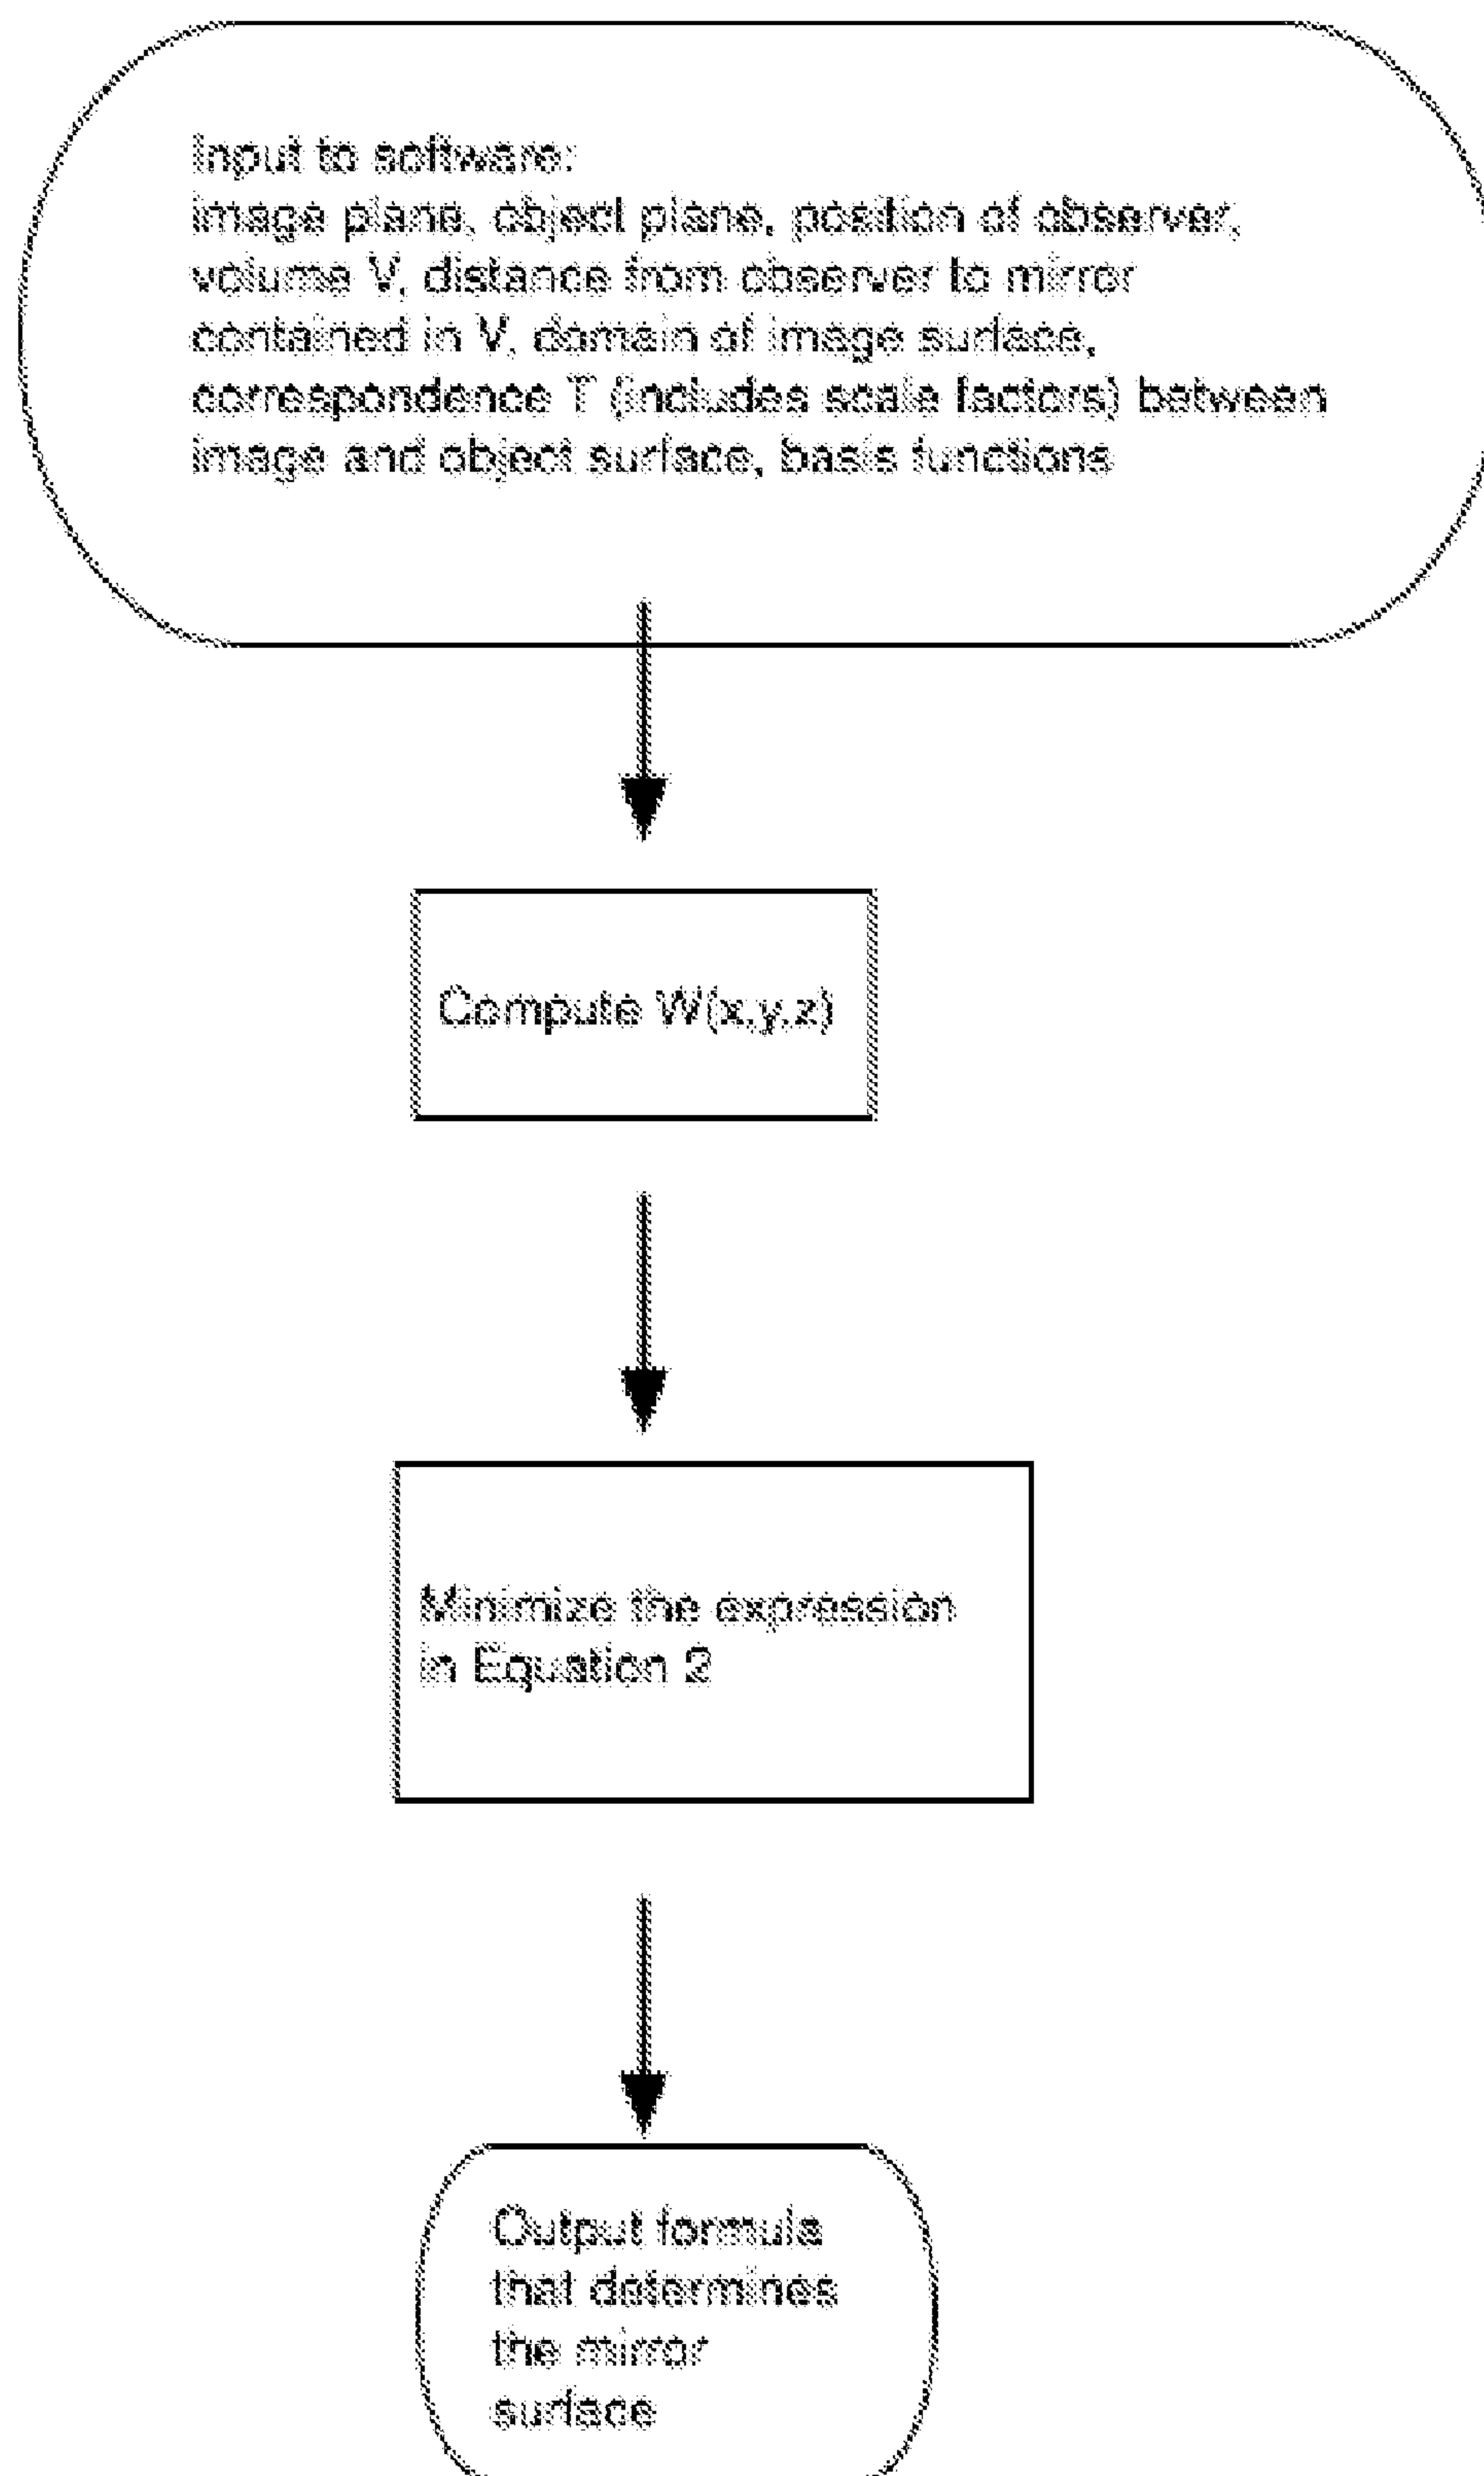 Input to software:
image plane, object plane, position of observer,
volume V, distance from observer to mirror
contained in V, domain of image surface,
correspondence T (includes scale factors) between
image and object surface, basis functions
Compute W(x,y,z)
Minimize the expression
in Equation 2
Output formula
that determines
the mirror
surface